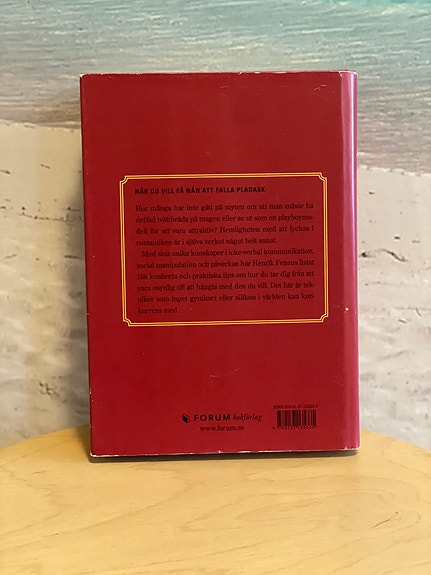 NÄR DU VILL FÅ NÅN ATT FALLA PLADASK
Hur många har inte gått på myten om att man måste ha
deffad tvättbräda på magen eller se ut som en playboymo-
dell för att vara attraktiv? Hemligheten med att lyckas i
romantiken är i själva verket något helt annat.
Med sina unika kunskaper i icke-verbal kommunikation,
social manipulation och påverkan har Henrik Fexeus listat
168 konkreta och praktiska tips om hur du tar dig från att
vara osynlig till att hångla med den du vill. Det här är tek-
niker som inget gymkort eller silikon i världen kan kon-
kurrera med.
FORUM bokförlag
www.forum.se